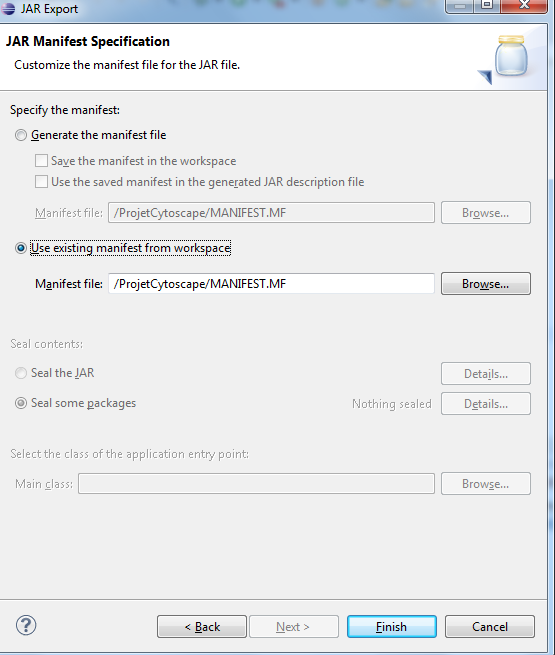 JAR Export
JAR Manifest Specification
Customize the manifest file for the JAR file.
Specify the manifest:
Generate the manifest file
Save the manifest in the workspace
Use the saved manifest in the generated JAR description file
Manifest file: /ProjetCytoscape/MANIFEST.MF Browse...
Use existing manifest from workspace
Manifest file: /ProjetCytoscape/MANIFEST.MF Browse...
Seal contents:
Seal the JAR Details...
Seal some packages Nothing sealed Details...
Select the class of the application entry point:
Main class: Browse...
? < Back Next > Finish Cancel